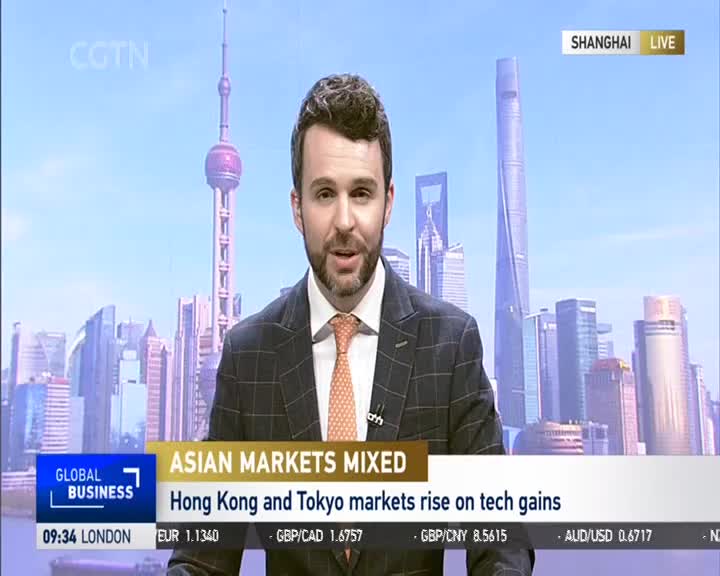 CGTN
SHANGHAI LIVE
ASIAN MARKETS MIXED
GLOBAL
BUSINESS
Hong Kong and Tokyo markets rise on tech gains
09:34 LONDON EUR 1.1340 · GBP/CAD 1.6757 · GBP/CNY 8.5615 · AUD/USD 0.6717 · N